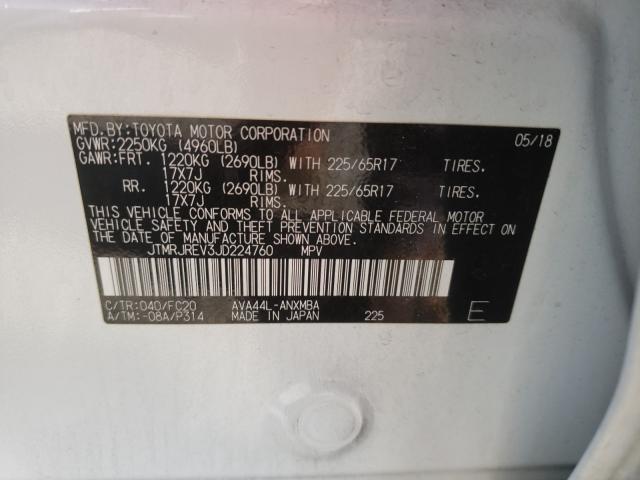 MFD.BY:TOYOTA MOTOR CORPORATION 05/18
GVWR:2250KG (4960LB)
GAWR:FRT. 1220KG (2690LB) WITH 225/65R17 TIRES.
17X7J RIMS.
RR. 1220KG (2690LB) WITH 225/65R17 TIRES.
17X7J RIMS.
THIS VEHICLE CONFORMS TO ALL APPLICABLE FEDERAL MOTOR
VEHICLE SAFETY AND THEFT PREVENTION STANDARDS IN EFFECT ON
THE DATE OF MANUFACTURE SHOWN ABOVE.
JTMRJREV3JD224760 MPV
C/TR:040/FC20 AVA44L-ANXMBA
A/TM:-08A/P314 MADE IN JAPAN 225 E